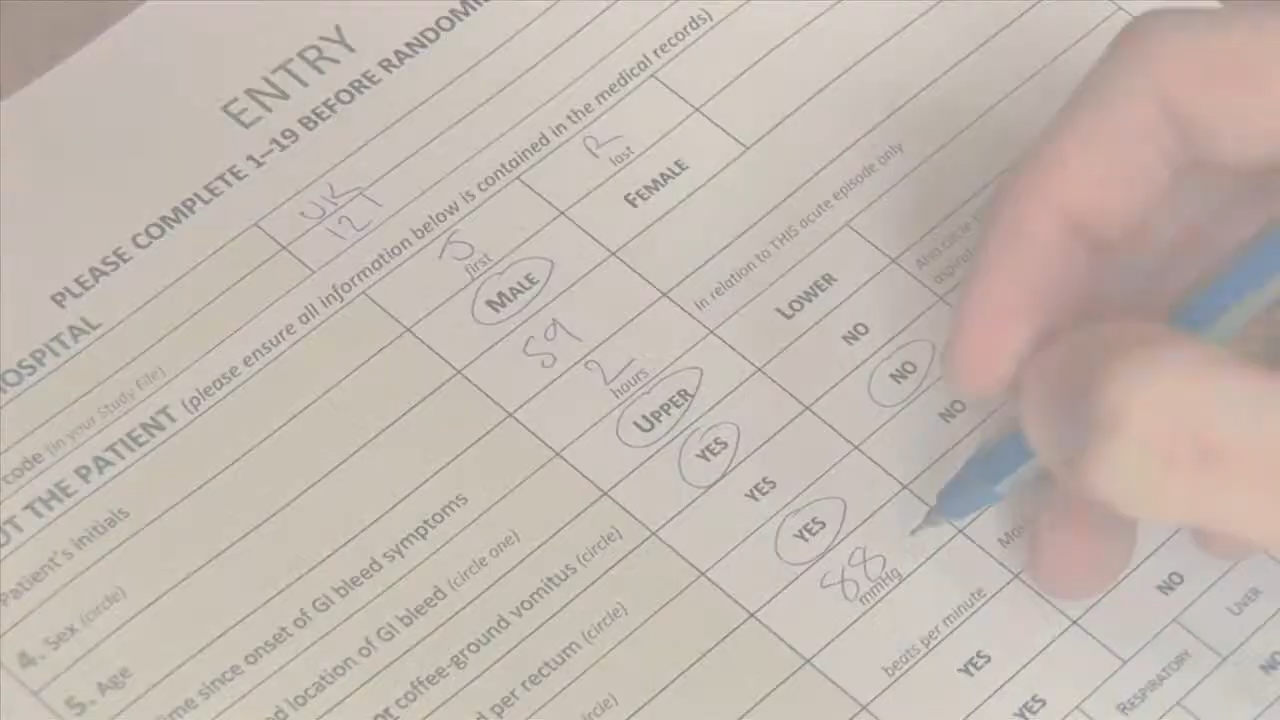 ENTRY
PLEASE COMPLETE 1–19 BEFORE
HOSPITAL
code (in your Study File)
UK
121
THE PATIENT (please ensure all information below is contained in the medical records)
Patient's initials
first
R
last
4. Sex (circle)
MALE
FEMALE
5. Age
59
since onset of GI bleed symptoms
2
hours
location of GI bleed (circle one)
UPPER
LOWER
In relation to THIS acute episode only
coffee-ground vomitus (circle)
YES
NO
Also circle
per rectum (circle)
YES
NO
(circle)
YES
NO
88
mmHg
beats per minute
YES
NO
YES
RESPIRATORY
LIVER